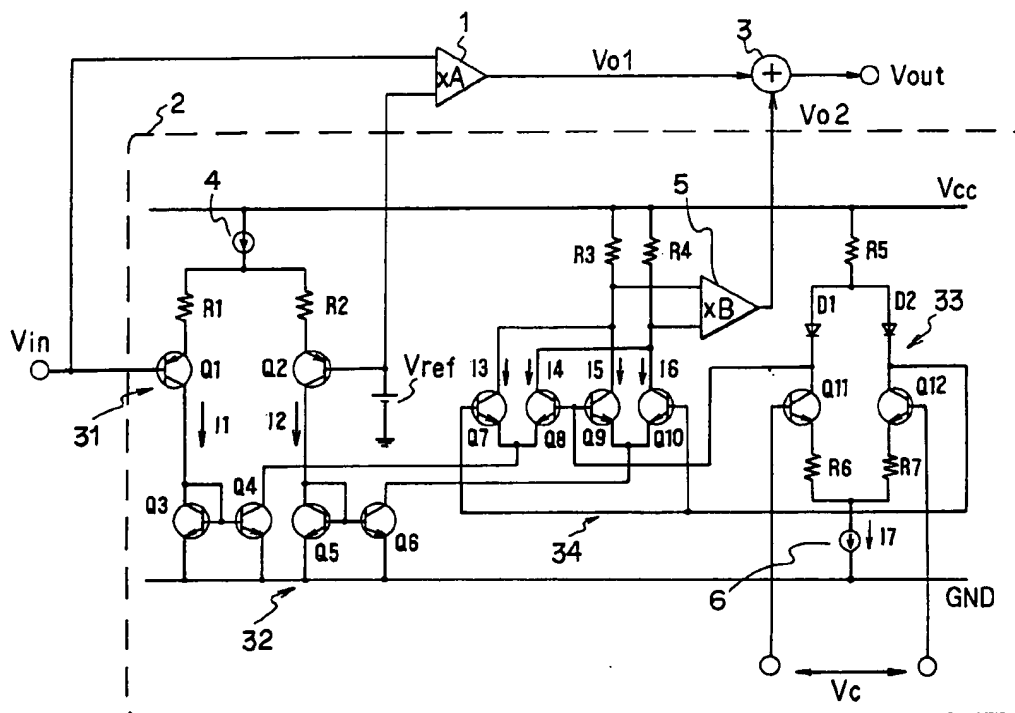 1
3
xA
Vo1
+
Vout
2
Vo2
4
5
Vcc
R3
R4
R5
R1
R2
xB
D1
D2
33
Vin
Q1
Q2
Vref
I3
I4
I5
I6
Q11
Q12
31
I1
I2
Q7
Q8
Q9
Q10
R6
R7
Q3
Q4
Q5
Q6
34
I7
32
6
GND
Vc